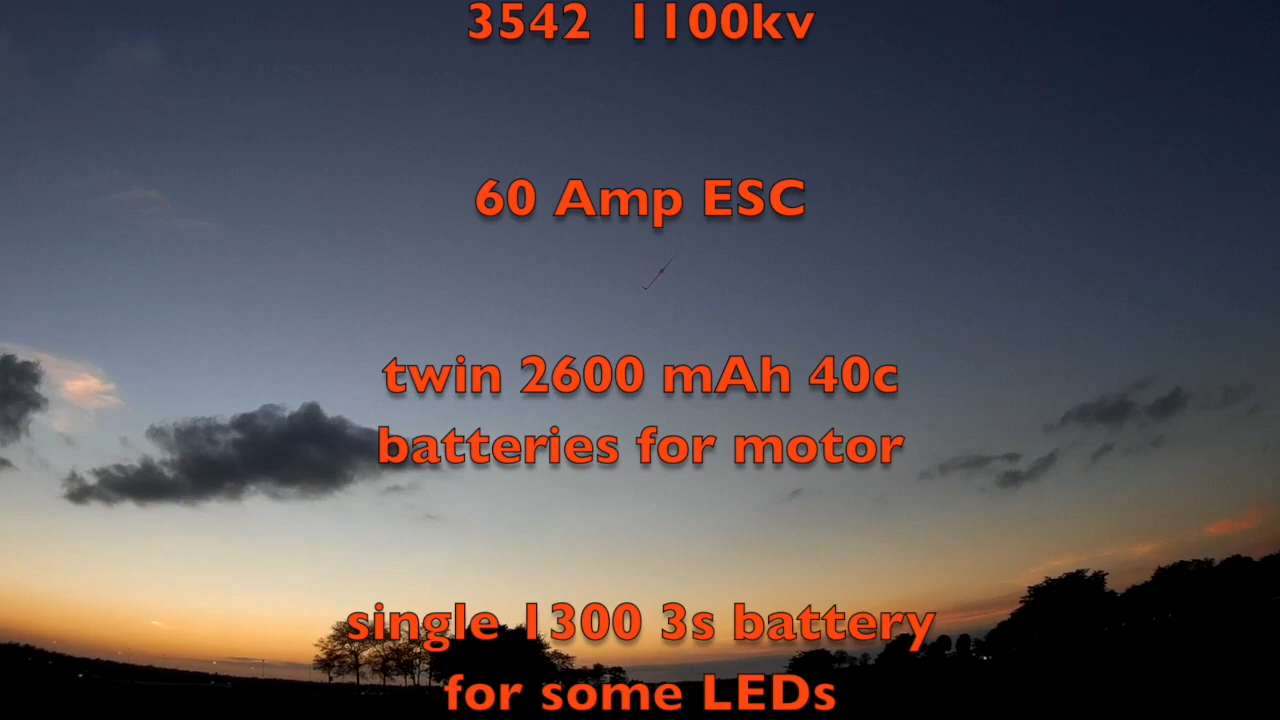 3542 1100kv
60 Amp ESC
twin 2600 mAh 40c
batteries for motor
single 1300 3s battery
for some LEDs